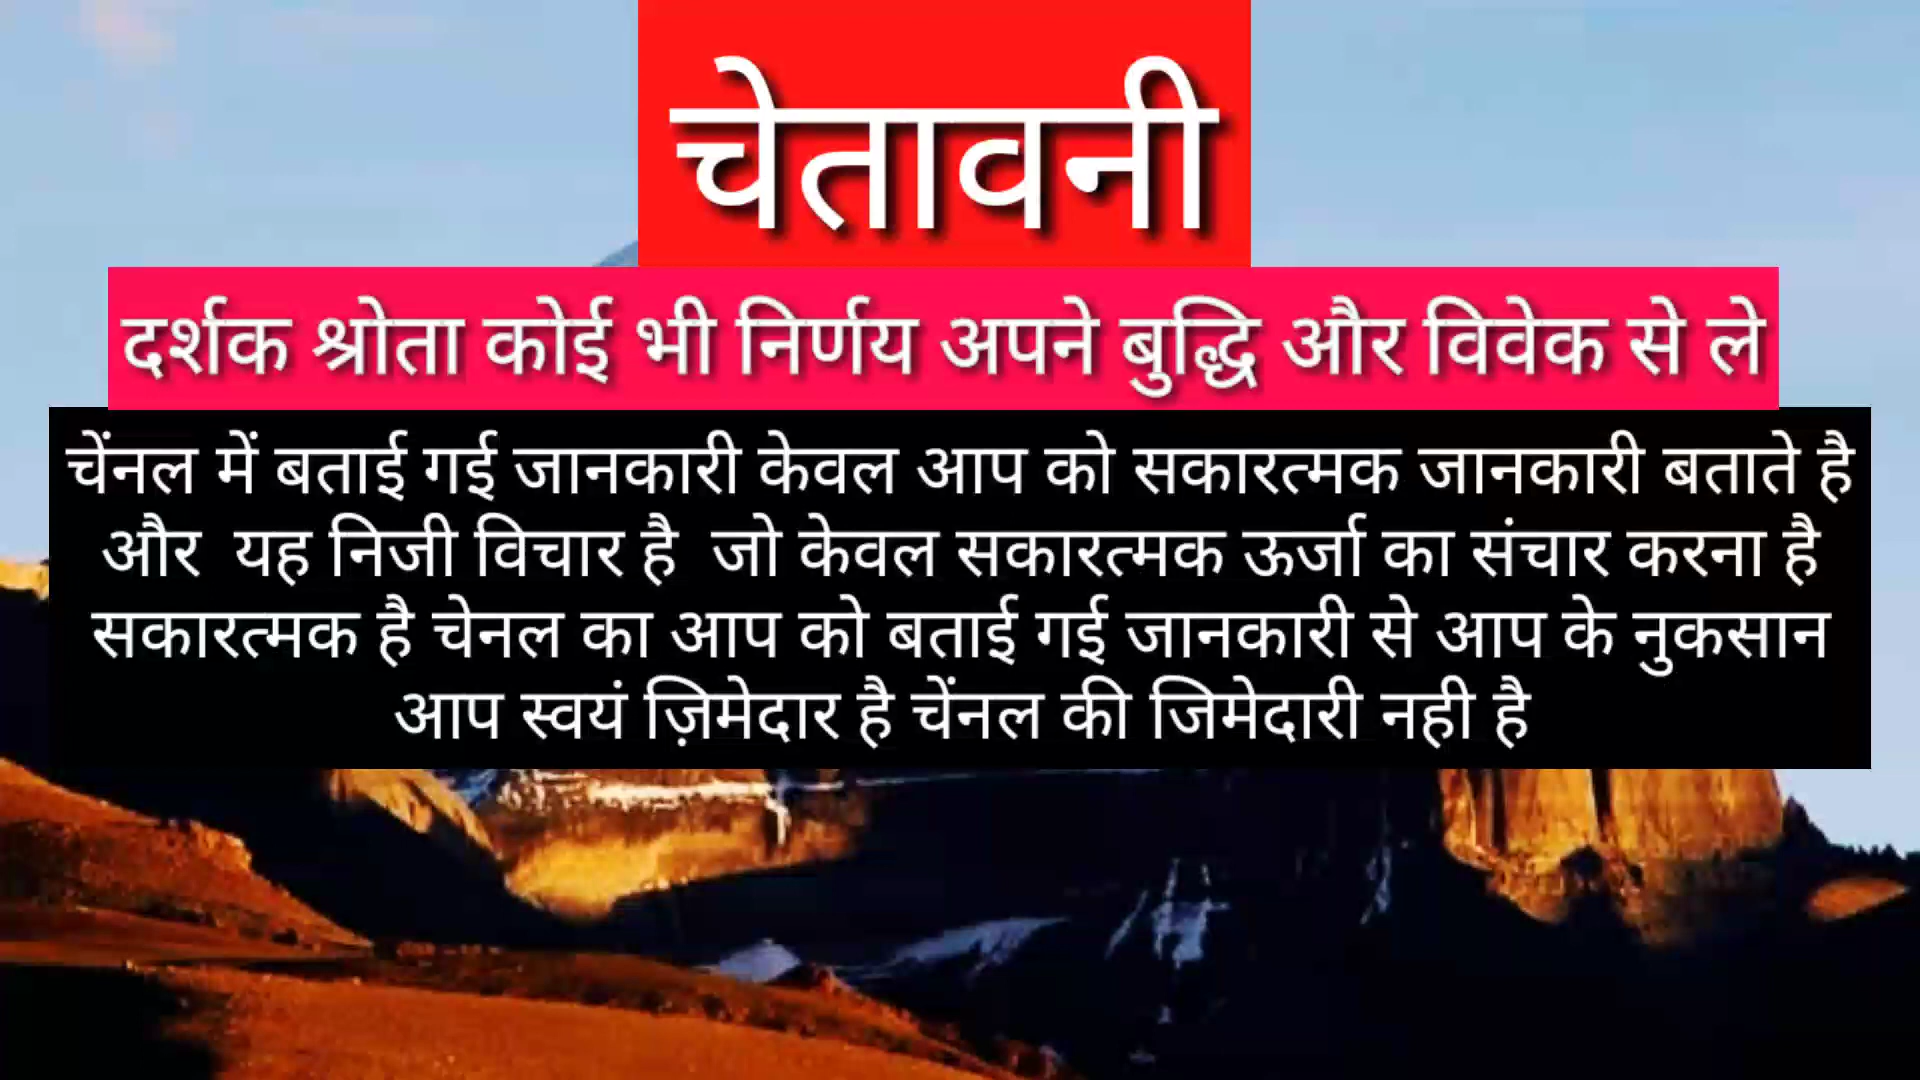 चेतावनी
दर्शक श्रोता कोई भी निर्णय अपने बुद्धि और विवेक से ले
चेंनल में बताई गई जानकारी केवल आप को सकारत्मक जानकारी बताते है
और यह निजी विचार है जो केवल सकारत्मक ऊर्जा का संचार करना है
सकारत्मक है चेनल का आप को बताई गई जानकारी से आप के नुकसान
आप स्वयं ज़िमेदार है चेंनल की जिमेदारी नही है